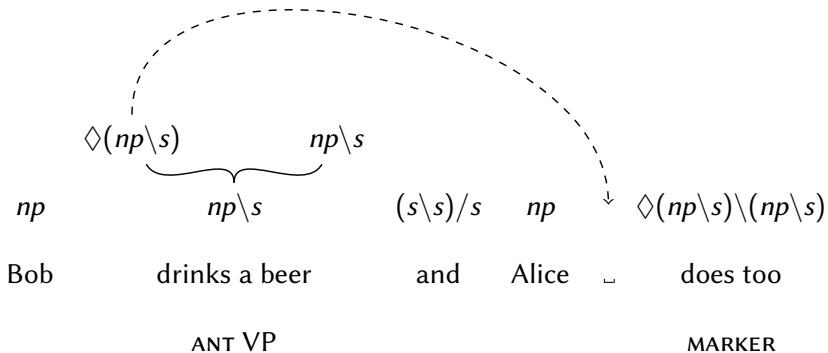 ◊(np\s) np\s
np np\s (s\s)/s np ◊(np\s)\(np\s)
Bob drinks a beer and Alice ␣ does too
ANT VP MARKER